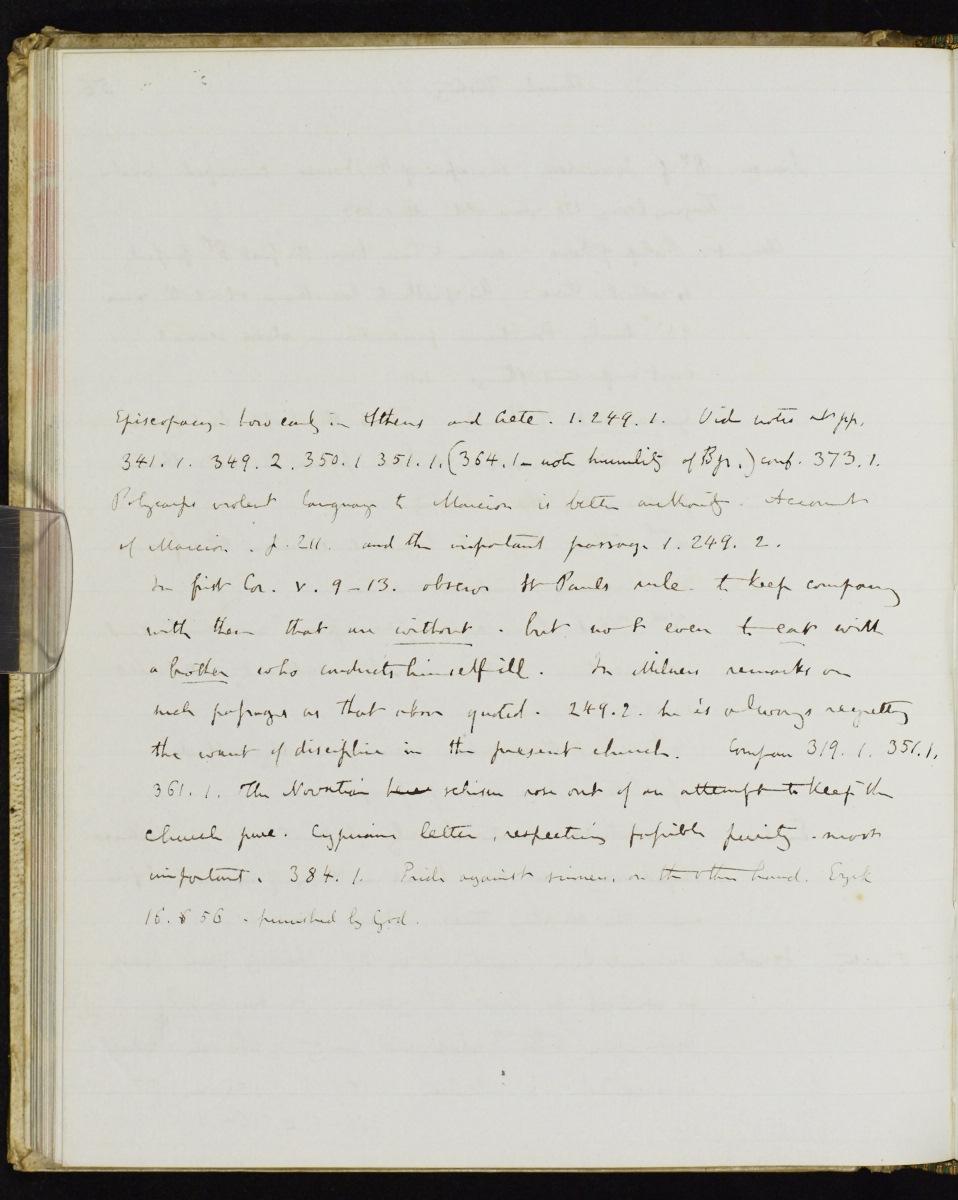 Episcopacy - how early in Athens and Crete. 1.249.1. Vid notes at pp.
341.1. 349.2. 350.1 351.1. (364.1 - note humility of Bps.) conf. 373.1.
Polycarps violent language to Marcion is better authority. Account
of Marcion. p. 211. and the important passage 1.249.2.
In first Cor. v. 9-13. observe St Pauls rule. to keep company
with them that are without - but not even to eat with
a brother who conducts himself ill. In Milners remarks on
such passages as that above quoted. 249.2. he is always regretting
the want of discipline in the present church. Compare 319.1. 351.1.
361.1. The Novatian schism rose out of an attempt to keep the
church pure. Cyprians letter, respecting possible purity - most
important. 384.1. Pride against sinners, on the other hand. Ezek
16. 56 - punished by God.